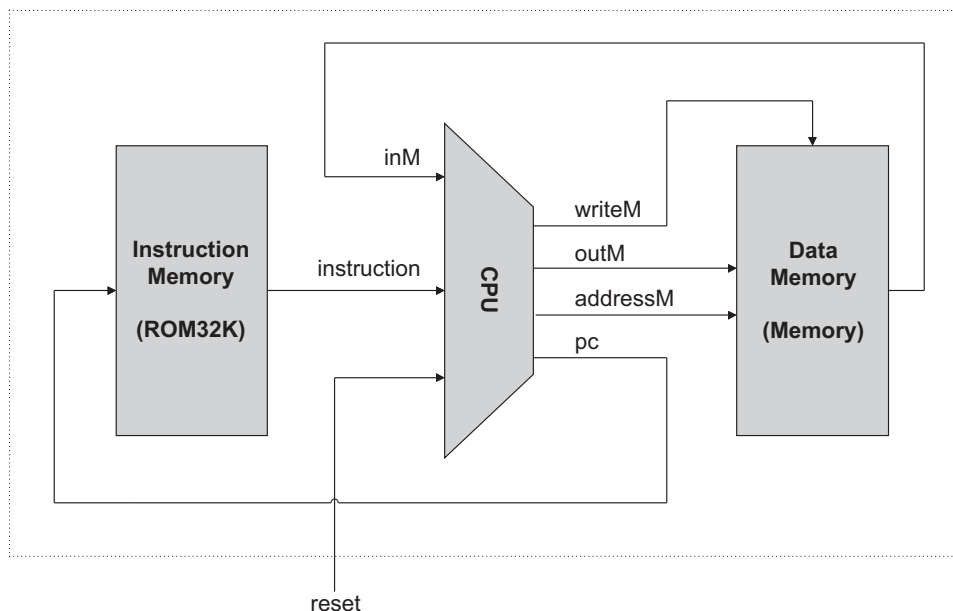 inM
writeM
Instruction
Memory
(ROM32K)
instruction
CPU
outM
addressM
pc
Data
Memory
(Memory)
reset